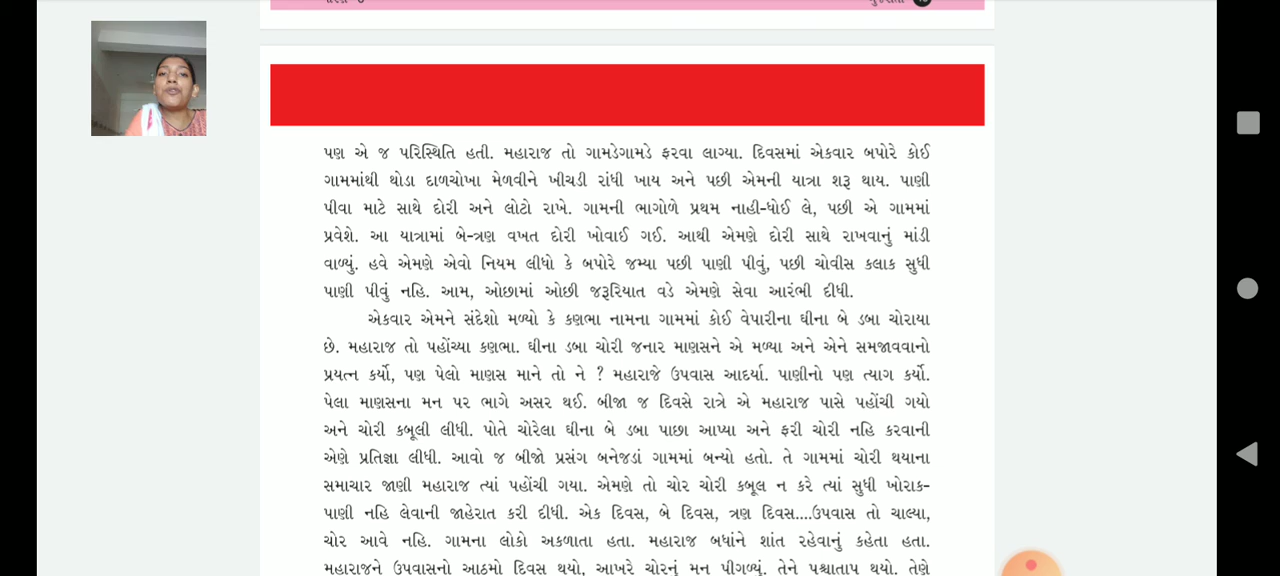 પણ એ જ પરિસ્થિતિ હતી. મહારાજ તો ગામડેગામડે ફરવા લાગ્યા. દિવસમાં એકવાર બપોરે કોઈ
ગામમાંથી થોડા દાળચોખા મેળવીને ખીચડી રાંધી ખાય અને પછી એમની યાત્રા શરૂ થાય. પાણી
પીવા માટે સાથે દોરી અને લોટો રાખે. ગામની ભાગોળે પ્રથમ નાહી-ધોઈ લે, પછી એ ગામમાં
પ્રવેશે. આ યાત્રામાં બે-ત્રણ વખત દોરી ખોવાઈ ગઈ. આથી એમણે દોરી સાથે રાખવાનું માંડી
વાળ્યું. હવે એમણે એવો નિયમ લીધો કે બપોરે જમ્યા પછી પાણી પીવું, પછી ચોવીસ કલાક સુધી
પાણી પીવું નહિ. આમ, ઓછામાં ઓછી જરૂરિયાત વડે એમણે સેવા આરંભી દીધી.
એકવાર એમને સંદેશો મળ્યો કે કણભા નામના ગામમાં કોઈ વેપારીના ઘીના બે ડબા ચોરાયા
છે. મહારાજ તો પહોંચ્યા કણભા. ઘીના ડબા ચોરી જનાર માણસને એ મળ્યા અને એને સમજાવવાનો
પ્રયત્ન કર્યો, પણ પેલો માણસ માને તો ને ? મહારાજે ઉપવાસ આદર્યા. પાણીનો પણ ત્યાગ કર્યો.
પેલા માણસના મન પર ભાગે અસર થઈ. બીજા જ દિવસે રાત્રે એ મહારાજ પાસે પહોંચી ગયો
અને ચોરી કબૂલી લીધી. પોતે ચોરેલા ઘીના બે ડબા પાછા આપ્યા અને ફરી ચોરી નહિ કરવાની
એણે પ્રતિજ્ઞા લીધી. આવો જ બીજો પ્રસંગ બનેજડાં ગામમાં બન્યો હતો. તે ગામમાં ચોરી થયાના
સમાચાર જાણી મહારાજ ત્યાં પહોંચી ગયા. એમણે તો ચોર ચોરી કબૂલ ન કરે ત્યાં સુધી ખોરાક-
પાણી નહિ લેવાની જાહેરાત કરી દીધી. એક દિવસ, બે દિવસ, ત્રણ દિવસ....ઉપવાસ તો ચાલ્યા,
ચોર આવે નહિ. ગામના લોકો અકળાતા હતા. મહારાજ બધાંને શાંત રહેવાનું કહેતા હતા.
મહારાજને ઉપવાસનો આઠમો દિવસ થયો, આખરે ચોરનું મન પીગળ્યું. તેને પશ્ચાતાપ થયો. તેણે